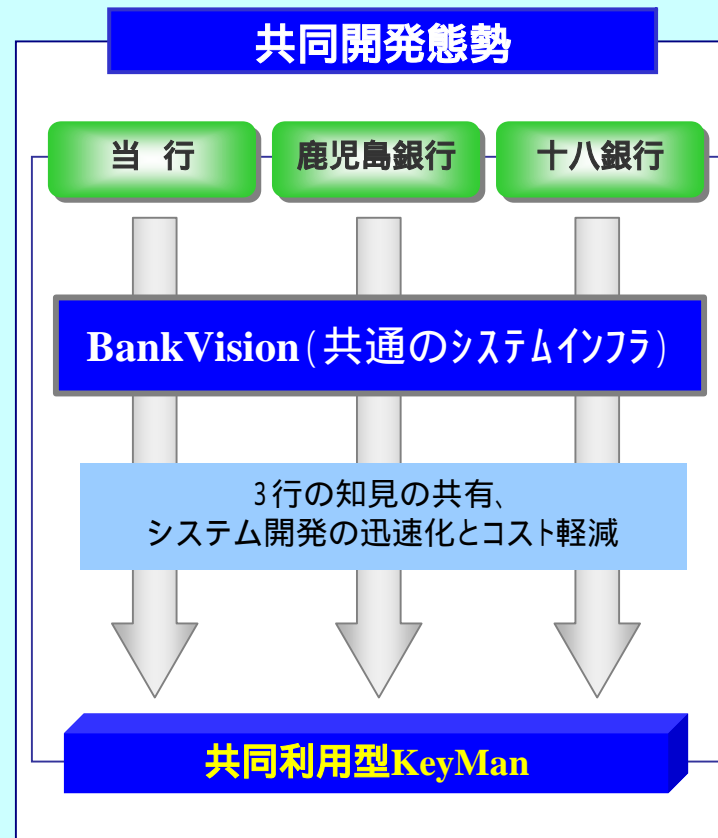 共同開発態勢
当 行
鹿児島銀行
十八銀行
BankVision(共通のシステムインフラ)
3行の知見の共有、
システム開発の迅速化とコスト軽減
共同利用型KeyMan